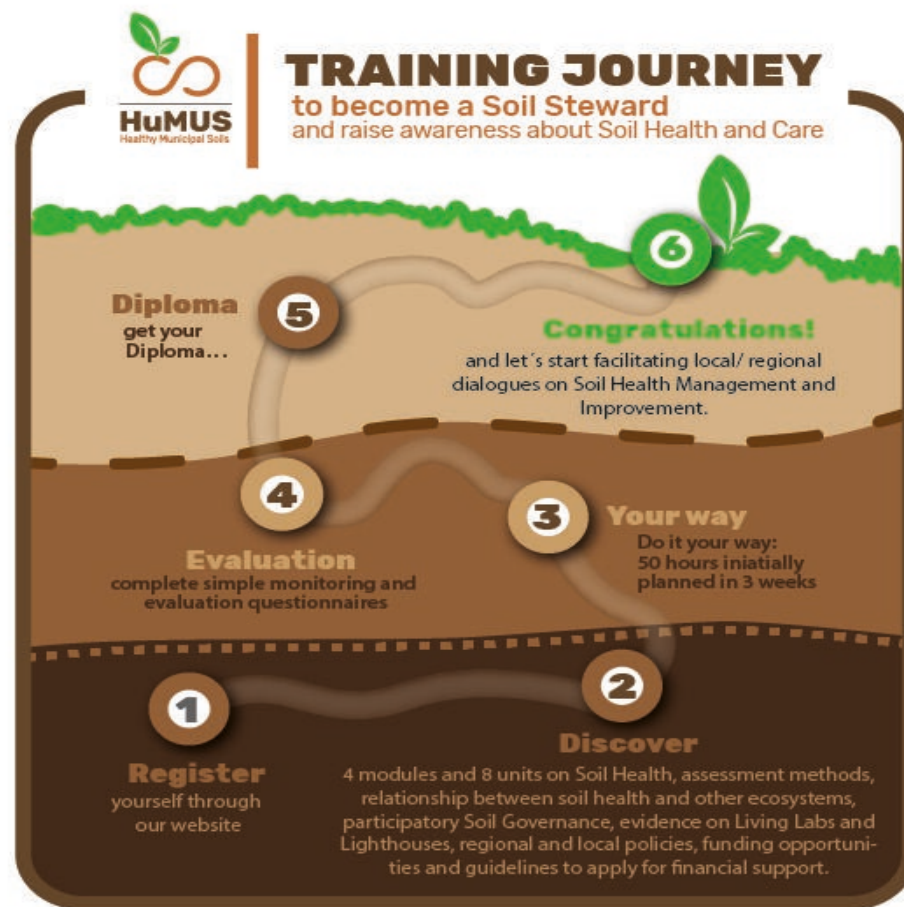 HuMUS
Healthy Municipal Soils
TRAINING JOURNEY
to become a Soil Steward
and raise awareness about Soil Health and Care
6
5
Diploma
get your
Diploma...
Congratulations!
and let´s start facilitating local/ regional
dialogues on Soil Health Management and
Improvement.
4
Evaluation
complete simple monitoring and
evaluation questionnaires
3
Your way
Do it your way:
50 hours iniatially
planned in 3 weeks
1
Register
yourself through
our website
2
Discover
4 modules and 8 units on Soil Health, assessment methods,
relationship between soil health and other ecosystems,
participatory Soil Governance, evidence on Living Labs and
Lighthouses, regional and local policies, funding opportuni-
ties and guidelines to apply for financial support.